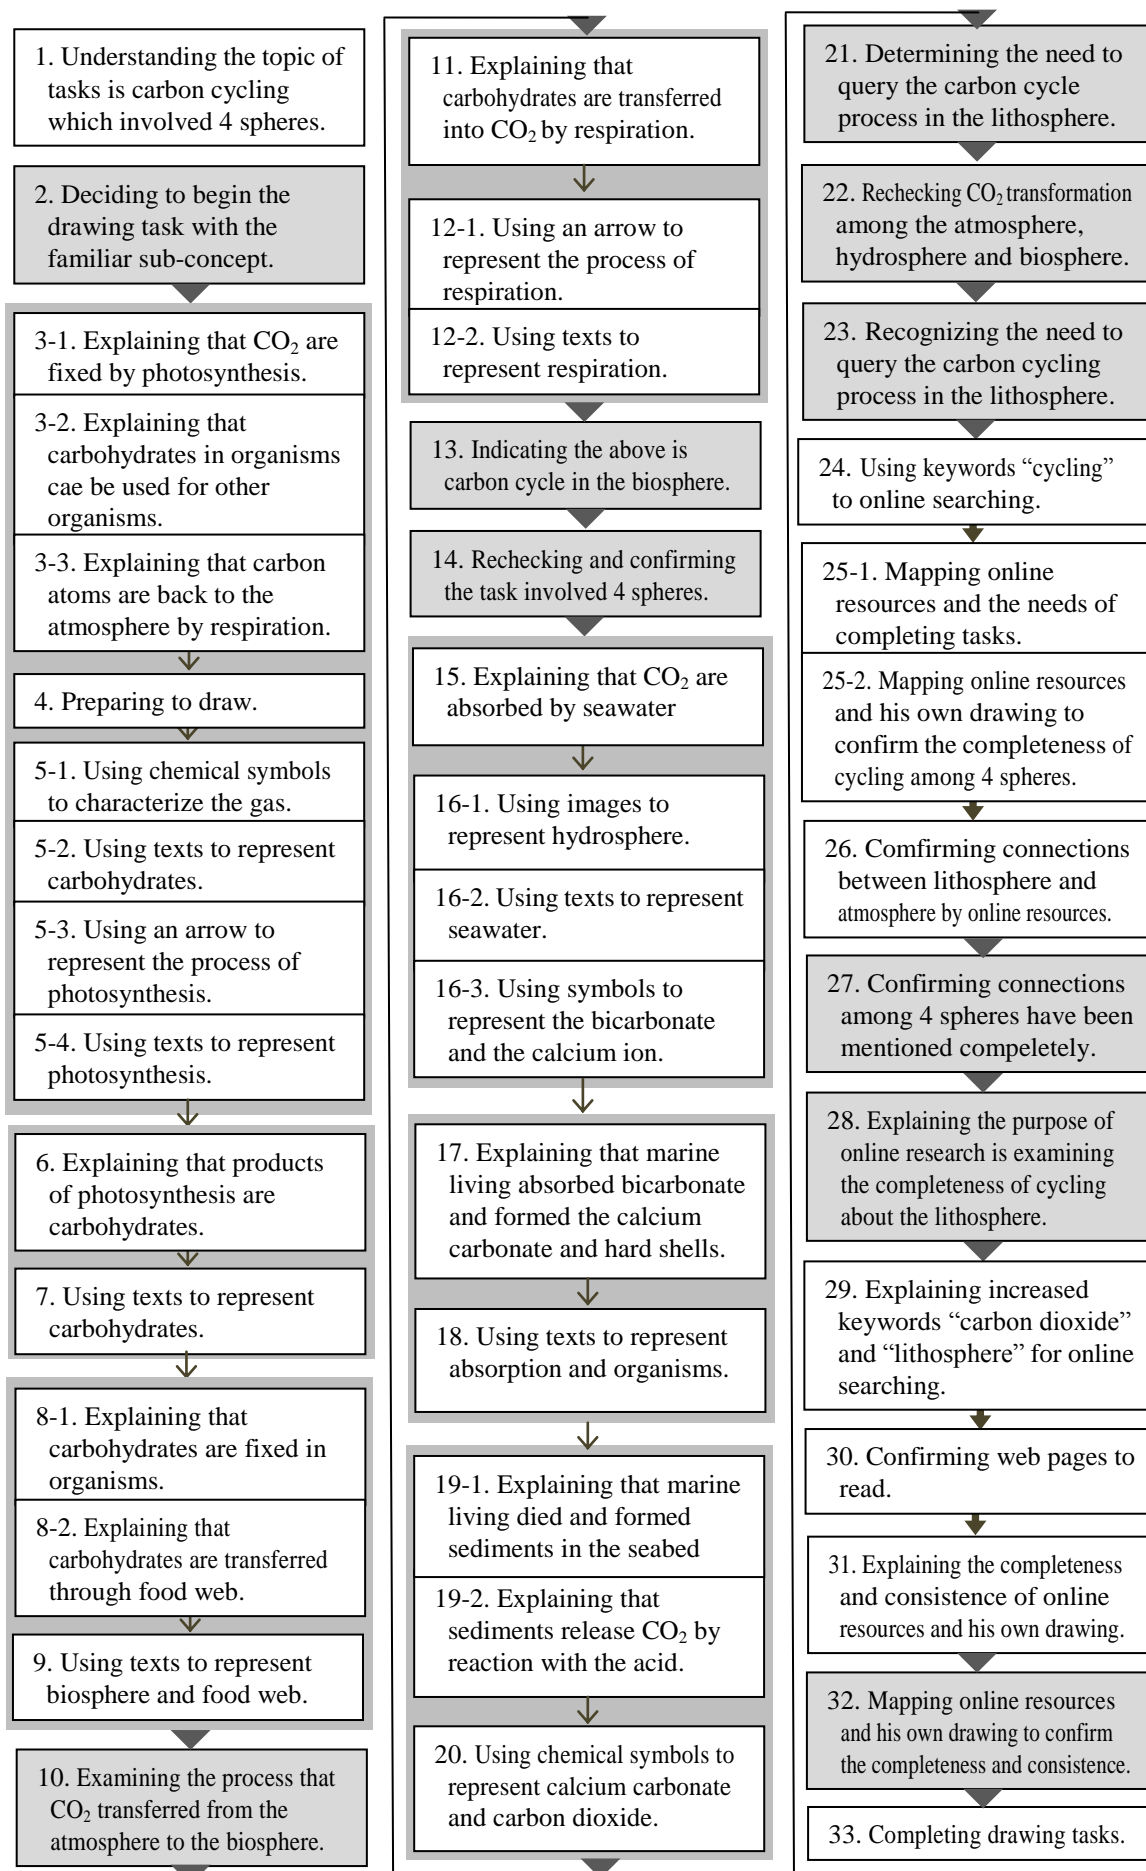 1. Understanding the topic of
tasks is carbon cycling
which involved 4 spheres.
2. Deciding to begin the
drawing task with the
familiar sub-concept.
3-1. Explaining that CO₂ are
fixed by photosynthesis.
3-2. Explaining that
carbohydrates in organisms
cae be used for other
organisms.
3-3. Explaining that carbon
atoms are back to the
atmosphere by respiration.
4. Preparing to draw.
5-1. Using chemical symbols
to characterize the gas.
5-2. Using texts to represent
carbohydrates.
5-3. Using an arrow to
represent the process of
photosynthesis.
5-4. Using texts to represent
photosynthesis.
6. Explaining that products
of photosynthesis are
carbohydrates.
7. Using texts to represent
carbohydrates.
8-1. Explaining that
carbohydrates are fixed in
organisms.
8-2. Explaining that
carbohydrates are transferred
through food web.
9. Using texts to represent
biosphere and food web.
10. Examining the process that
CO₂ transferred from the
atmosphere to the biosphere.
11. Explaining that
carbohydrates are transferred
into CO₂ by respiration.
12-1. Using an arrow to
represent the process of
respiration.
12-2. Using texts to
represent respiration.
13. Indicating the above is
carbon cycle in the biosphere.
14. Rechecking and confirming
the task involved 4 spheres.
15. Explaining that CO₂ are
absorbed by seawater
16-1. Using images to
represent hydrosphere.
16-2. Using texts to represent
seawater.
16-3. Using symbols to
represent the bicarbonate
and the calcium ion.
17. Explaining that marine
living absorbed bicarbonate
and formed the calcium
carbonate and hard shells.
18. Using texts to represent
absorption and organisms.
19-1. Explaining that marine
living died and formed
sediments in the seabed
19-2. Explaining that
sediments release CO₂ by
reaction with the acid.
20. Using chemical symbols to
represent calcium carbonate
and carbon dioxide.
21. Determining the need to
query the carbon cycle
process in the lithosphere.
22. Rechecking CO₂ transformation
among the atmosphere,
hydrosphere and biosphere.
23. Recognizing the need to
query the carbon cycling
process in the lithosphere.
24. Using keywords “cycling”
to online searching.
25-1. Mapping online
resources and the needs of
completing tasks.
25-2. Mapping online resources
and his own drawing to
confirm the completeness of
cycling among 4 spheres.
26. Comfirming connections
between lithosphere and
atmosphere by online resources.
27. Confirming connections
among 4 spheres have been
mentioned compeletely.
28. Explaining the purpose of
online research is examining
the completeness of cycling
about the lithosphere.
29. Explaining increased
keywords “carbon dioxide”
and “lithosphere” for online
searching.
30. Confirming web pages to
read.
31. Explaining the completeness
and consistence of online
resources and his own drawing.
32. Mapping online resources
and his own drawing to confirm
the completeness and consistence.
33. Completing drawing tasks.